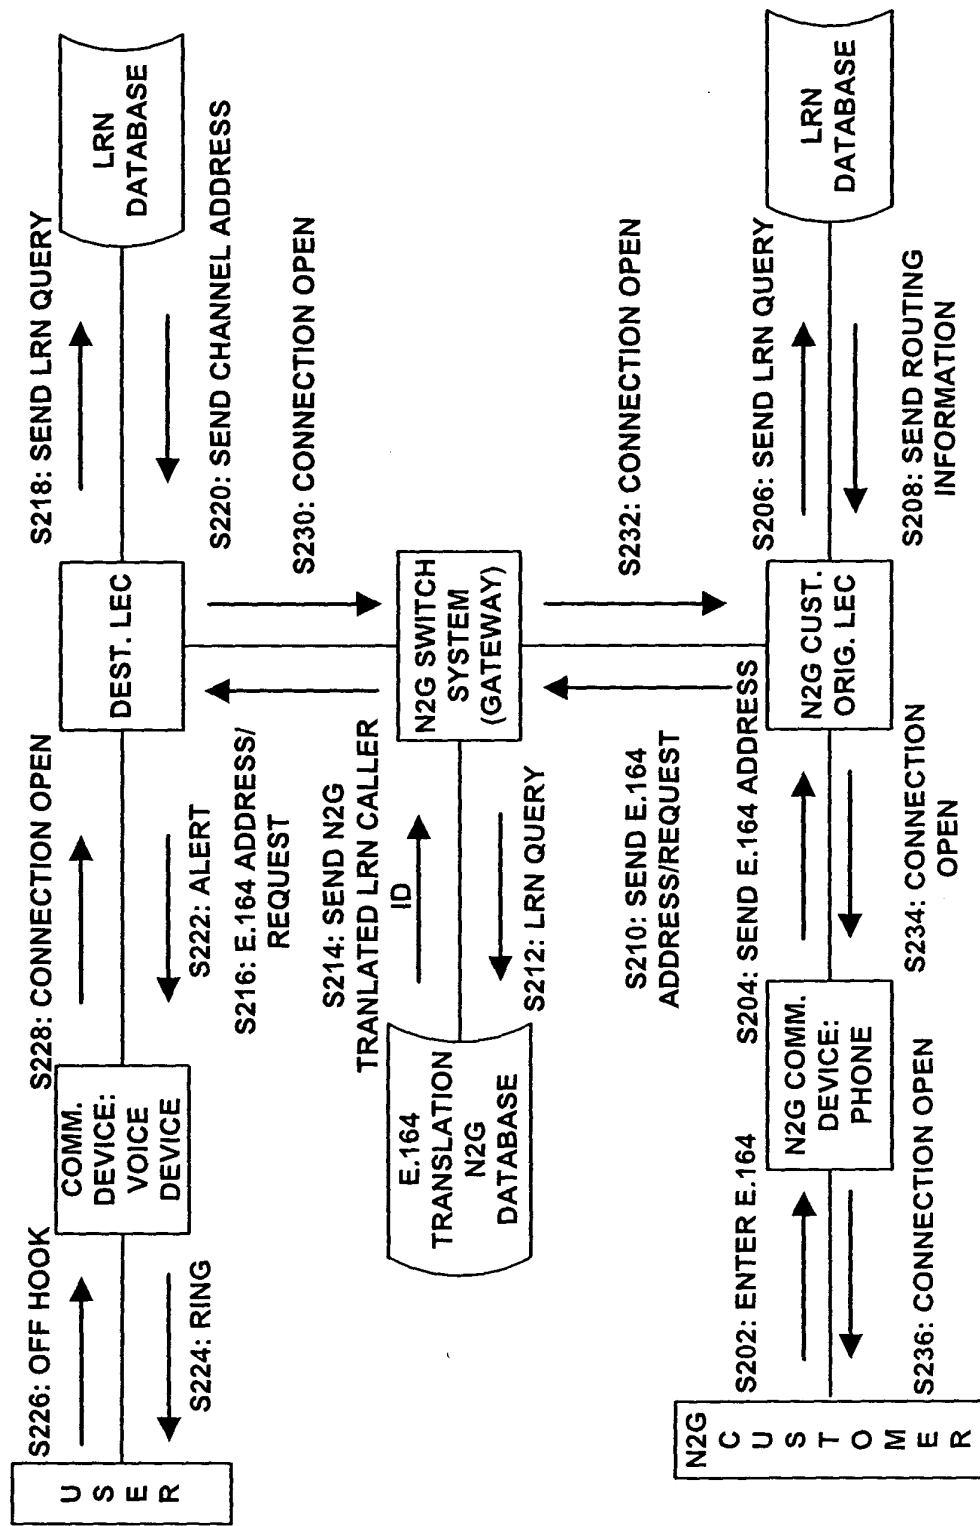 S226: OFF HOOK
S228: CONNECTION OPEN
S218: SEND LRN QUERY
U
S
E
R
COMM.
DEVICE:
VOICE
DEVICE
DEST. LEC
LRN
DATABASE
S224: RING
S222: ALERT
S220: SEND CHANNEL ADDRESS
S216: E.164 ADDRESS/
REQUEST
S230: CONNECTION OPEN
S214: SEND N2G
TRANLATED LRN CALLER
ID
E.164
TRANSLATION
N2G
DATABASE
N2G SWITCH
SYSTEM
(GATEWAY)
S212: LRN QUERY
S210: SEND E.164
ADDRESS/REQUEST
S232: CONNECTION OPEN
S202: ENTER E.164
S204: SEND E.164 ADDRESS
S206: SEND LRN QUERY
N2G
C
U
S
T
O
M
E
R
N2G COMM.
DEVICE:
PHONE
N2G CUST.
ORIG. LEC
LRN
DATABASE
S236: CONNECTION OPEN
S234: CONNECTION
OPEN
S208: SEND ROUTING
INFORMATION